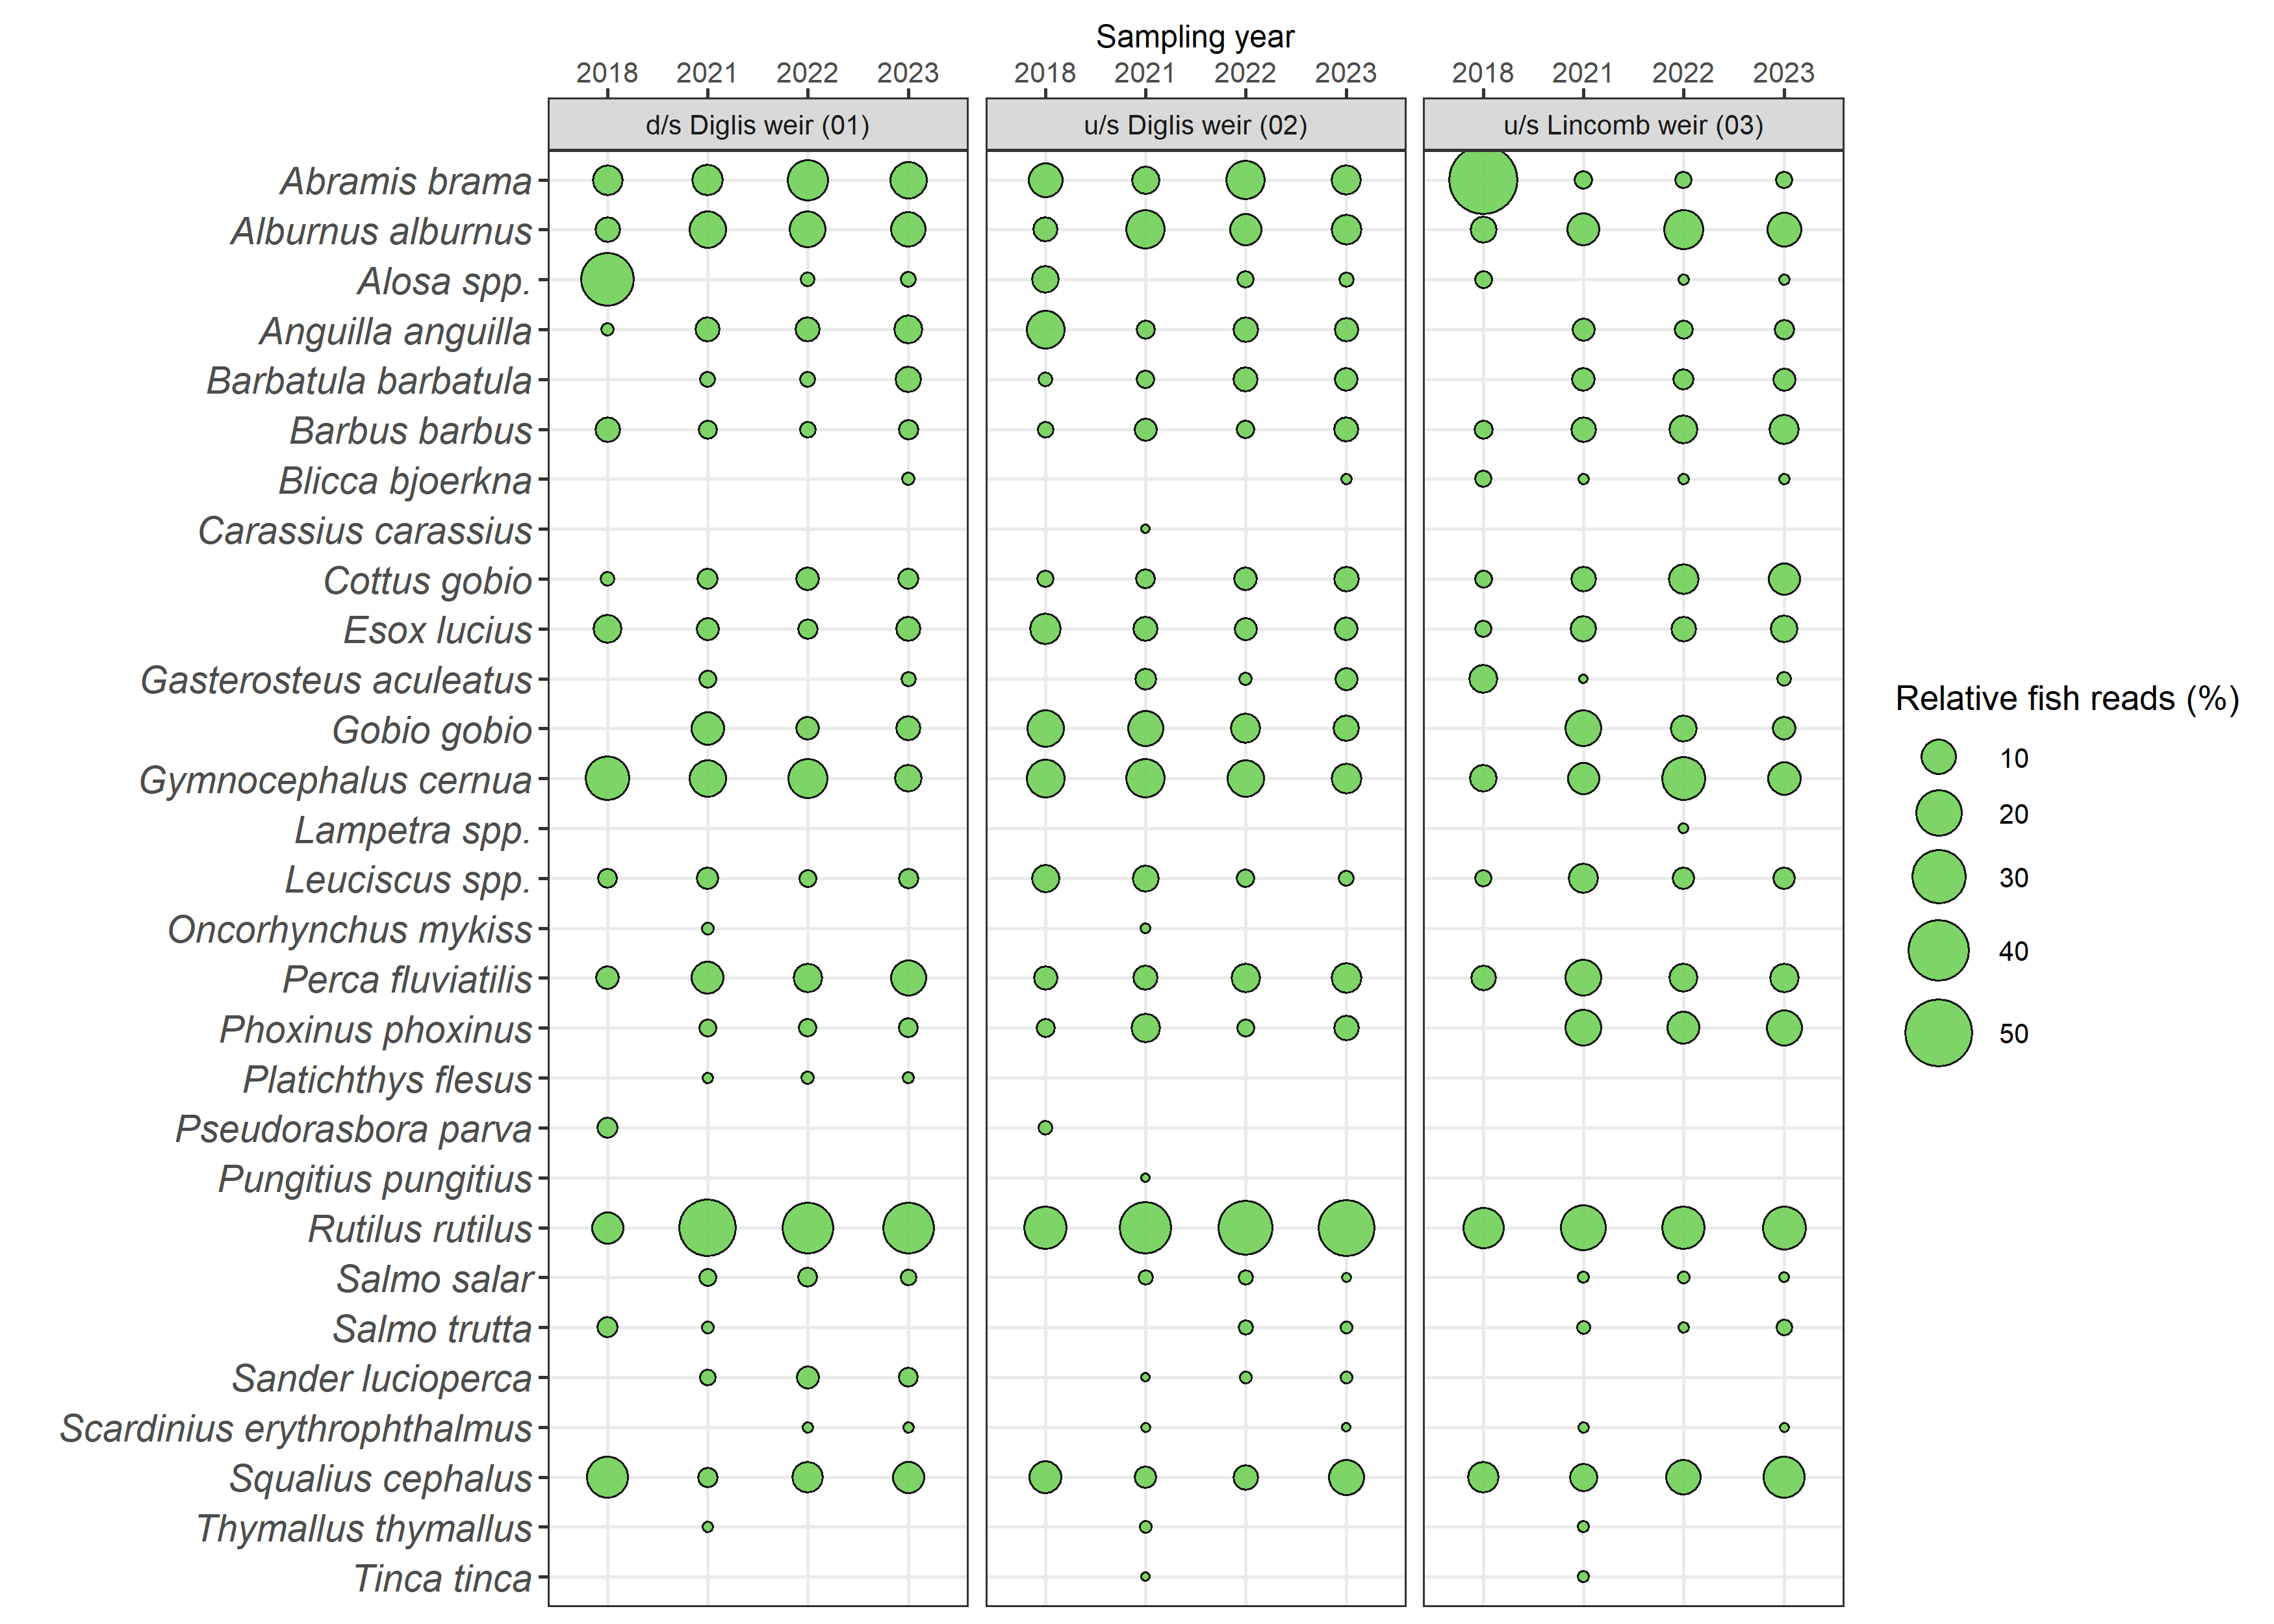 Sampling year
2018 2021 2022 2023 2018 2021 2022 2023 2018 2021 2022 2023
d/s Diglis weir (01) u/s Diglis weir (02) u/s Lincomb weir (03)
Abramis brama
Alburnus alburnus
Alosa spp.
Anguilla anguilla
Barbatula barbatula
Barbus barbus
Blicca bjoerkna
Carassius carassius
Cottus gobio
Esox lucius
Gasterosteus aculeatus
Gobio gobio
Gymnocephalus cernua
Lampetra spp.
Leuciscus spp.
Oncorhynchus mykiss
Perca fluviatilis
Phoxinus phoxinus
Platichthys flesus
Pseudorasbora parva
Pungitius pungitius
Rutilus rutilus
Salmo salar
Salmo trutta
Sander lucioperca
Scardinius erythrophthalmus
Squalius cephalus
Thymallus thymallus
Tinca tinca
Relative fish reads (%)
10
20
30
40
50